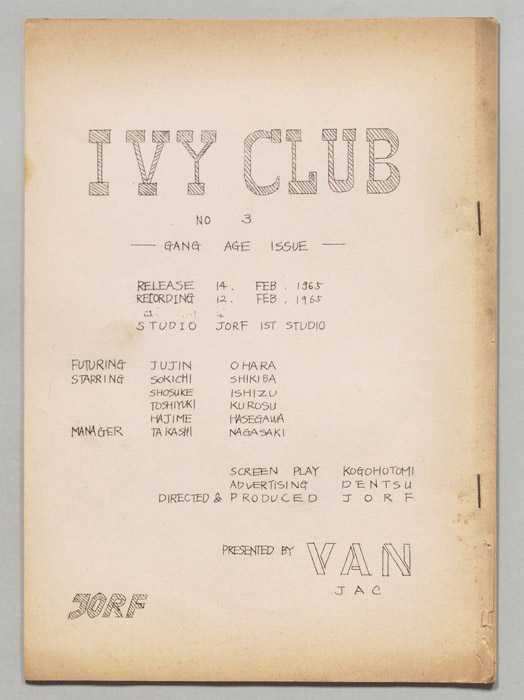 IVY CLUB
NO 3
— GANG AGE ISSUE —
RELEASE 14. FEB. 1965
RECORDING 12. FEB, 1965
STUDIO JORF 1ST STUDIO
FUTURING JUJIN OHARA
STARRING SOKICHI SHIKIBA
SHOSUKE ISHIZU
TOSHIYUKI KUROSU
HAJIME HASEGAWA
MANAGER TAKASHI NAGASAKI
SCREEN PLAY KOGOHOTOMI
ADVERTISING DENTSU
DIRECTED & PRODUCED JORF
PRESENTED BY VAN
JAC
JORF